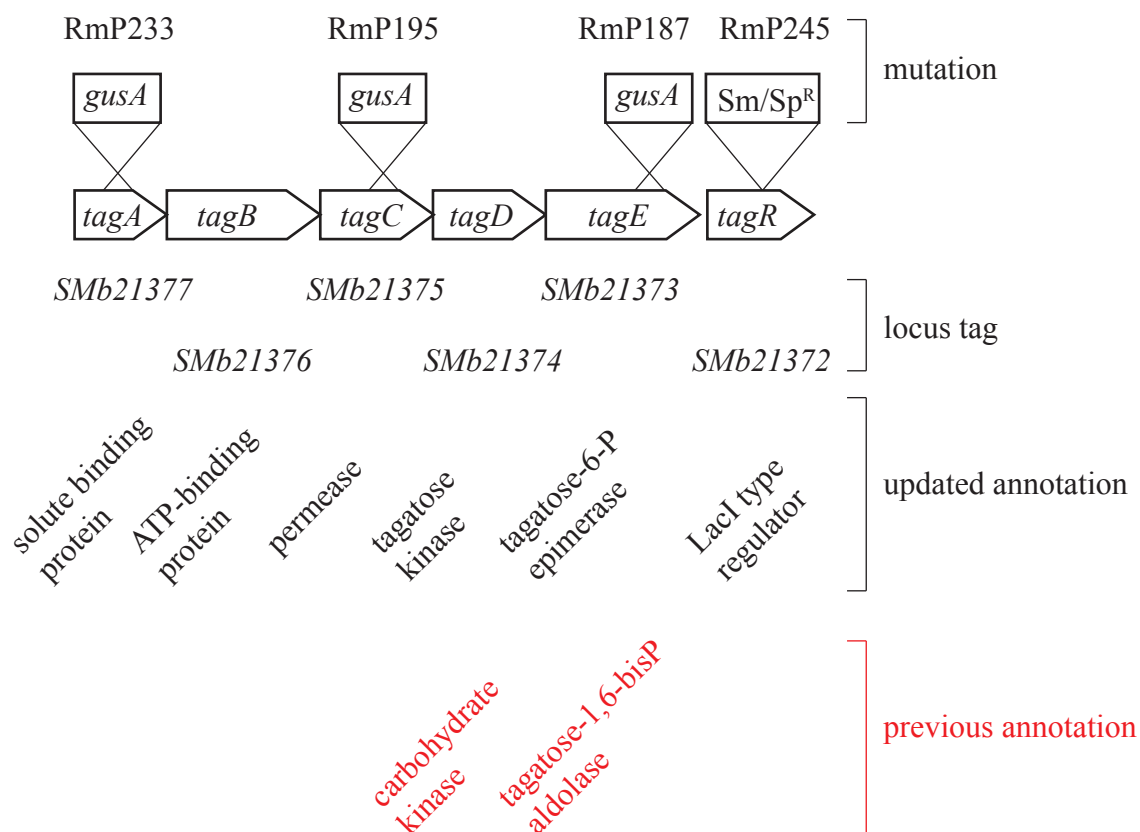 RmP233 RmP195 RmP187 RmP245
mutation
gusA gusA gusA Sm/Sp^R
tagA tagB tagC tagD tagE tagR
SMb21377 SMb21375 SMb21373
locus tag
SMb21376 SMb21374 SMb21372
solute binding
protein
ATP-binding
protein
permease
tagatose
kinase
tagatose-6-P
epimerase
LacI type
regulator
updated annotation
carbohydrate
kinase
tagatose-1,6-bisP
aldolase
previous annotation